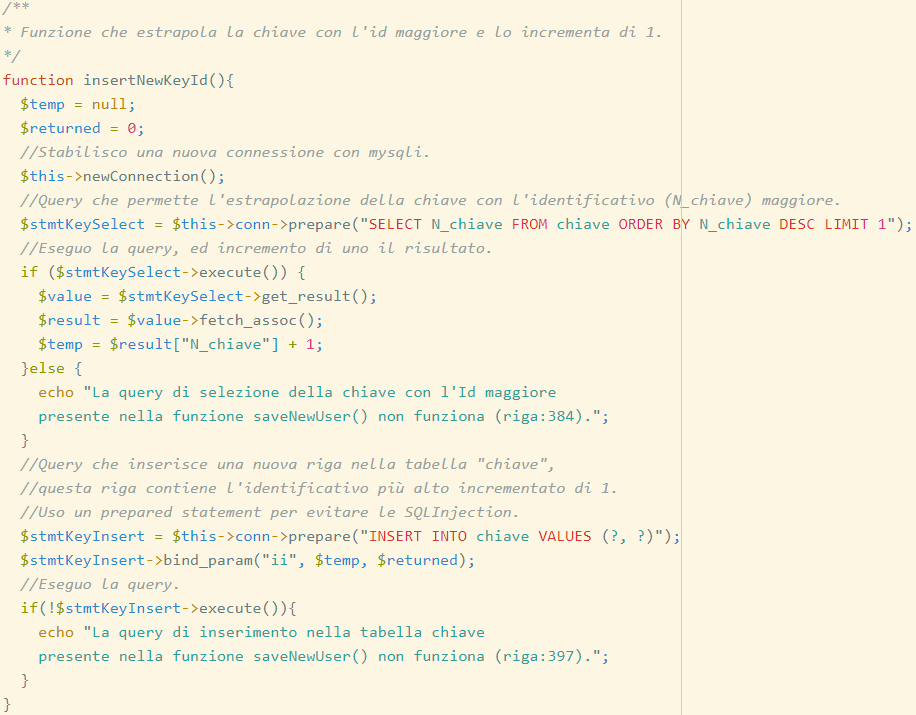 /**
* Funzione che estrapola la chiave con l'id maggiore e lo incrementa di 1.
*/
function insertNewKeyId(){
  $temp = null;
  $returned = 0;
  //Stabilisco una nuova connessione con mysqli.
  $this->newConnection();
  //Query che permette l'estrapolazione della chiave con l'identificativo (N_chiave) maggiore.
  $stmtKeySelect = $this->conn->prepare("SELECT N_chiave FROM chiave ORDER BY N_chiave DESC LIMIT 1");
  //Eseguo la query, ed incremento di uno il risultato.
  if ($stmtKeySelect->execute()) {
    $value = $stmtKeySelect->get_result();
    $result = $value->fetch_assoc();
    $temp = $result["N_chiave"] + 1;
  }else {
    echo "La query di selezione della chiave con l'Id maggiore
    presente nella funzione saveNewUser() non funziona (riga:384).";
  }
  //Query che inserisce una nuova riga nella tabella "chiave",
  //questa riga contiene l'identificativo più alto incrementato di 1.
  //Uso un prepared statement per evitare le SQLInjection.
  $stmtKeyInsert = $this->conn->prepare("INSERT INTO chiave VALUES (?, ?)");
  $stmtKeyInsert->bind_param("ii", $temp, $returned);
  //Eseguo la query.
  if(!$stmtKeyInsert->execute()){
    echo "La query di inserimento nella tabella chiave
    presente nella funzione saveNewUser() non funziona (riga:397).";
  }
}